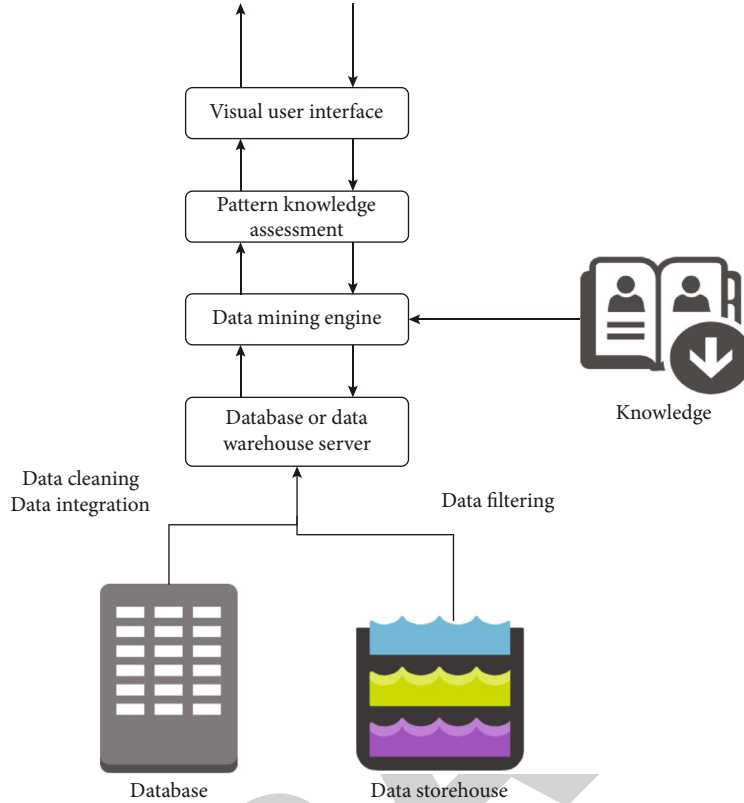 Visual user interface
Pattern knowledge
assessment
Data mining engine
Knowledge
Database or data
warehouse server
Data cleaning
Data integration
Data filtering
Database
Data storehouse